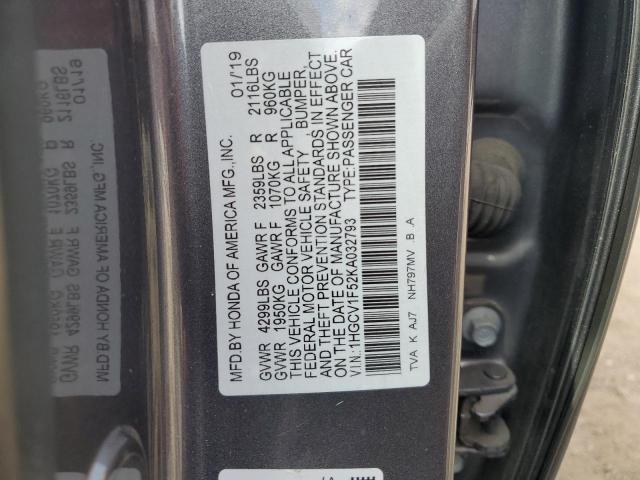 MFD BY HONDA OF AMERICA MFG., INC. 01/19
GVWR 4299LBS GAWR F 2359LBS R 2116LBS
GVWR 1950KG GAWR F 1070KG R 960KG
THIS VEHICLE CONFORMS TO ALL APPLICABLE
FEDERAL MOTOR VEHICLE SAFETY, BUMPER,
AND THEFT PREVENTION STANDARDS IN EFFECT
ON THE DATE OF MANUFACTURE SHOWN ABOVE.
VIN:1HGCV1F52KA032793 TYPE:PASSENGER CAR
TVA K AJ7 NH797MV B A